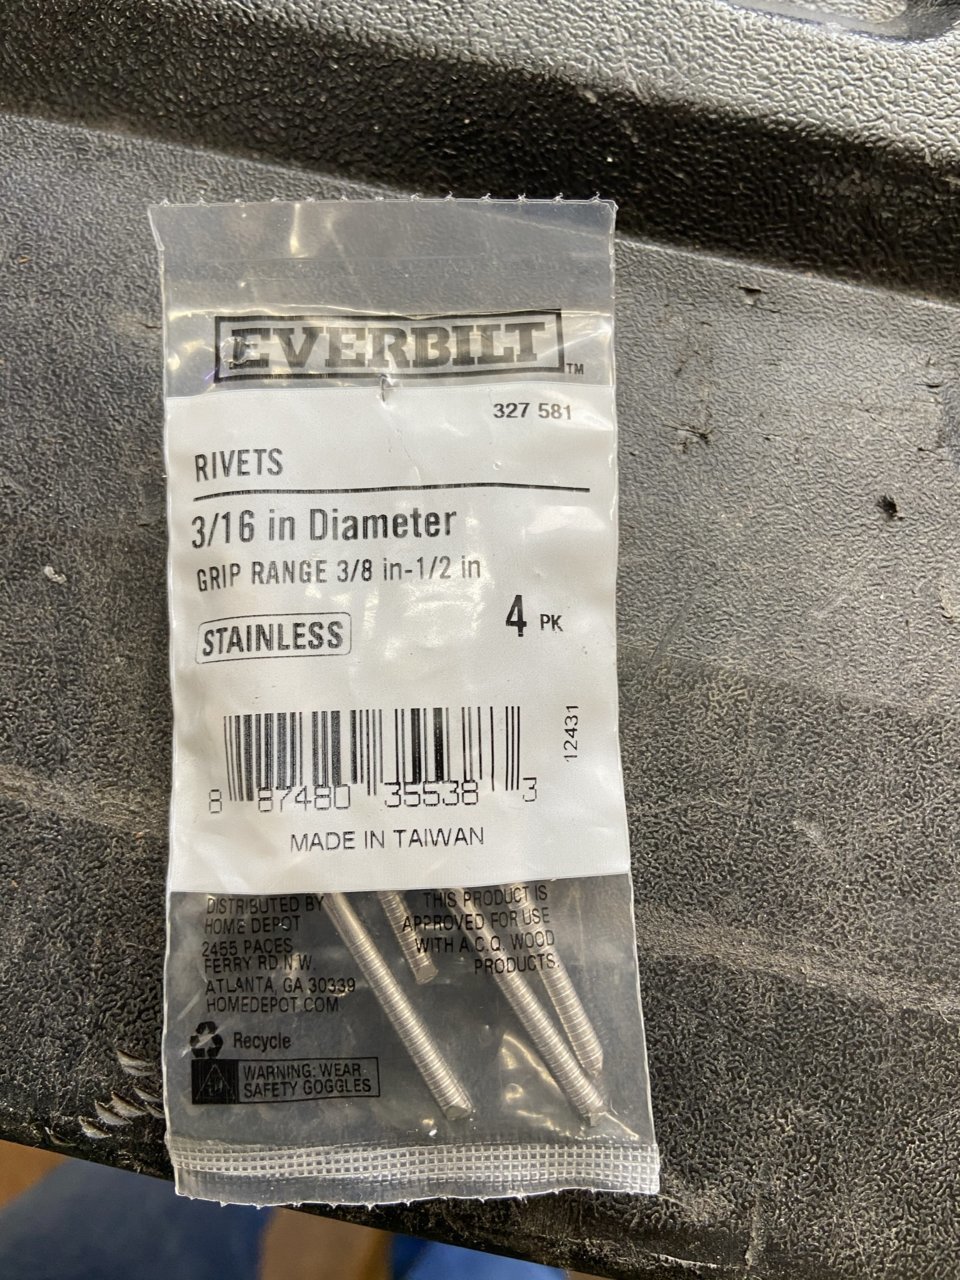 EVERBILT TM
327 581
RIVETS
3/16 in Diameter
GRIP RANGE 3/8 in-1/2 in
4 PK
STAINLESS
12431
8 87480 35538 3
MADE IN TAIWAN
DISTRIBUTED BY
HOME DEPOT
2455 PACES
FERRY RD.N.W.
ATLANTA, GA 30339
HOMEDEPOT.COM
THIS PRODUCT IS
APPROVED FOR USE
WITH A.C.Q. WOOD
PRODUCTS.
Recycle
WARNING: WEAR
SAFETY GOGGLES